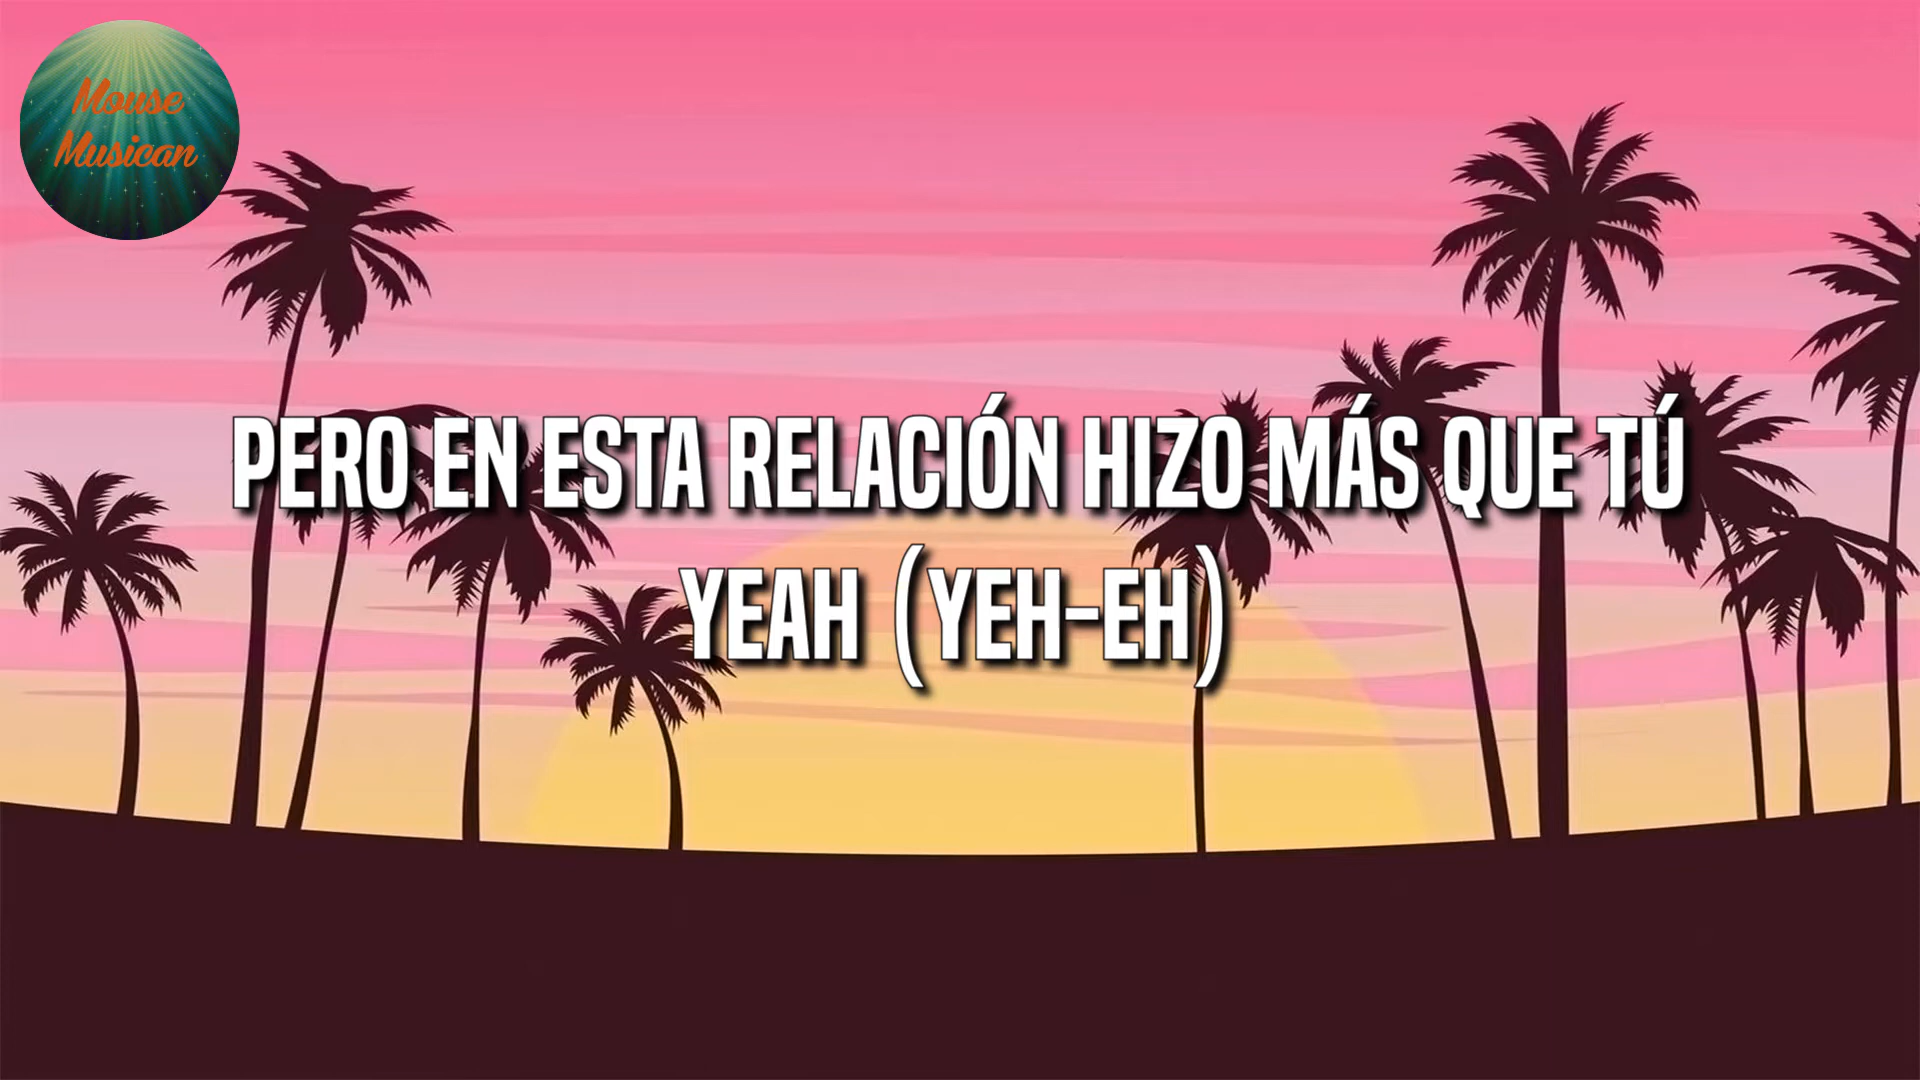 Mouse
Musican
PERO EN ESTA RELACIÓN HIZO MÁS QUE TÚ
YEAH (YEH-EH)